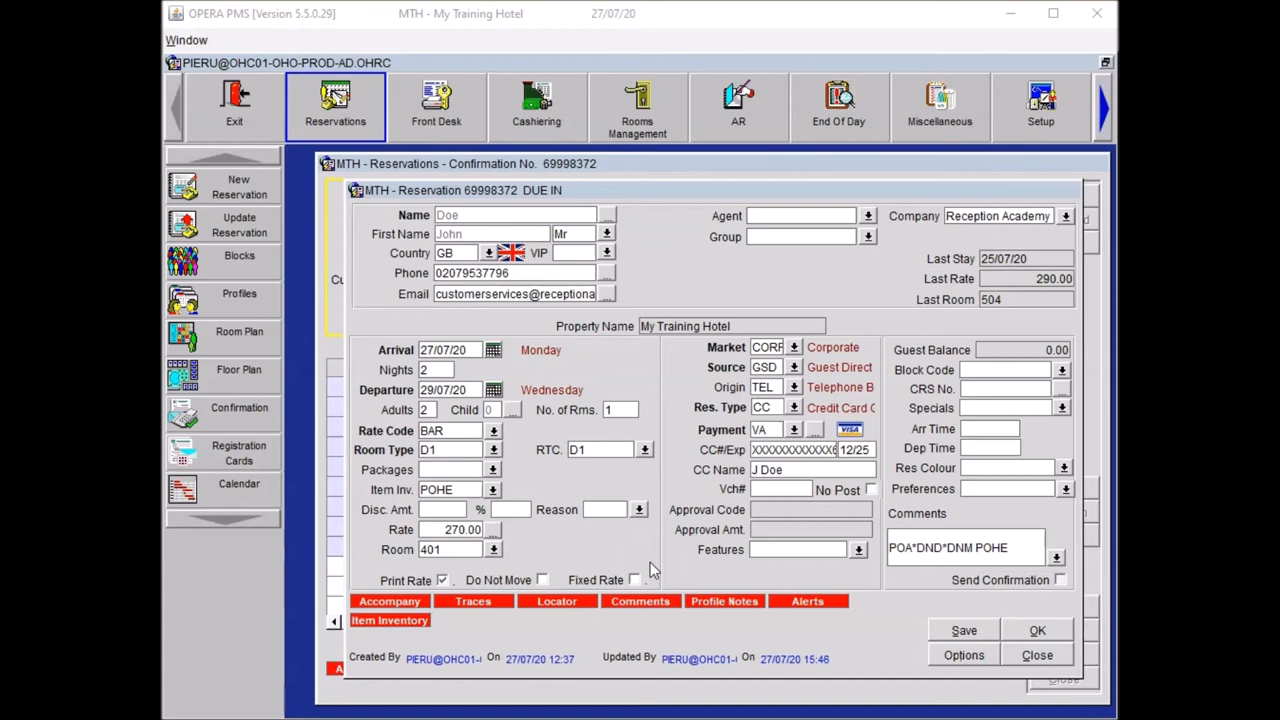 OPERA PMS [Version 5.5.0.29] MTH - My Training Hotel 27/07/20
Window
PIERU@OHC01-OHO-PROD-AD.OHRC
Exit Reservations Front Desk Cashiering Rooms Management AR End Of Day Miscellaneous Setup
New Reservation
Update Reservation
Blocks
Profiles
Room Plan
Floor Plan
Confirmation
Registration Cards
Calendar
MTH - Reservations - Confirmation No. 69998372
MTH - Reservation 69998372 DUE IN
Name Doe Agent Company Reception Academy
First Name John Mr Group
Country GB VIP Last Stay 25/07/20
Phone 02079537796 Last Rate 290.00
Email customerservices@receptiona Last Room 504
Property Name My Training Hotel
Arrival 27/07/20 Monday Market CORF Corporate Guest Balance 0.00
Nights 2 Source GSD Guest Direct Block Code
Departure 29/07/20 Wednesday Origin TEL Telephone B CRS No.
Adults 2 Child 0 No. of Rms. 1 Res. Type CC Credit Card C Specials
Rate Code BAR Payment VA VISA Arr Time
Room Type D1 RTC. D1 CC#/Exp XXXXXXXXXXXX6 12/25 Dep Time
Packages CC Name J Doe Res Colour
Item Inv. POHE Vch# No Post Preferences
Disc. Amt. % Reason Approval Code Comments
Rate 270.00 Approval Amt.
Room 401 Features POA*DND*DNM POHE
Print Rate Do Not Move Fixed Rate Send Confirmation
Accompany Traces Locator Comments Profile Notes Alerts
Item Inventory
Save OK
Created By PIERU@OHC01- On 27/07/20 12:37 Updated By PIERU@OHC01- On 27/07/20 15:46 Options Close
Close